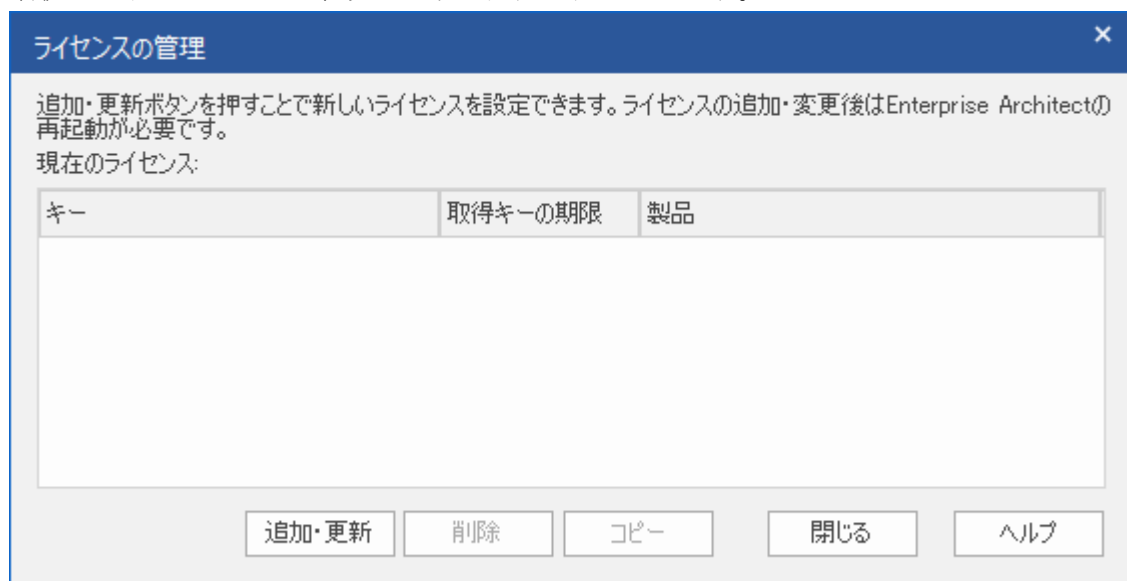 ライセンスの管理
追加・更新ボタンを押すことで新しいライセンスを設定できます。ライセンスの追加・変更後はEnterprise Architectの
再起動が必要です。
現在のライセンス:
キー 取得キーの期限 製品
追加・更新 削除 コピー 閉じる ヘルプ